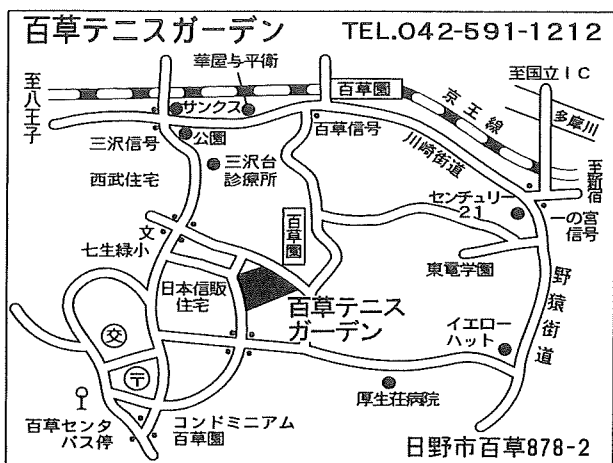 百草テニスガーデン TEL.042-591-1212
華屋与平衛
至国立IC
至八王子
サンクス
百草園
京王線
多摩川
三沢信号
公園
百草信号
川崎街道
至新宿
西武住宅
三沢台
診療所
センチュリー
21
一の宮
信号
百草園
文
七生緑小
東電学園
日本信販
住宅
百草テニス
ガーデン
野猿街道
イエロー
ハット
交
〒
厚生荘病院
百草センタ
バス停
コンドミニアム
百草園
日野市百草878-2